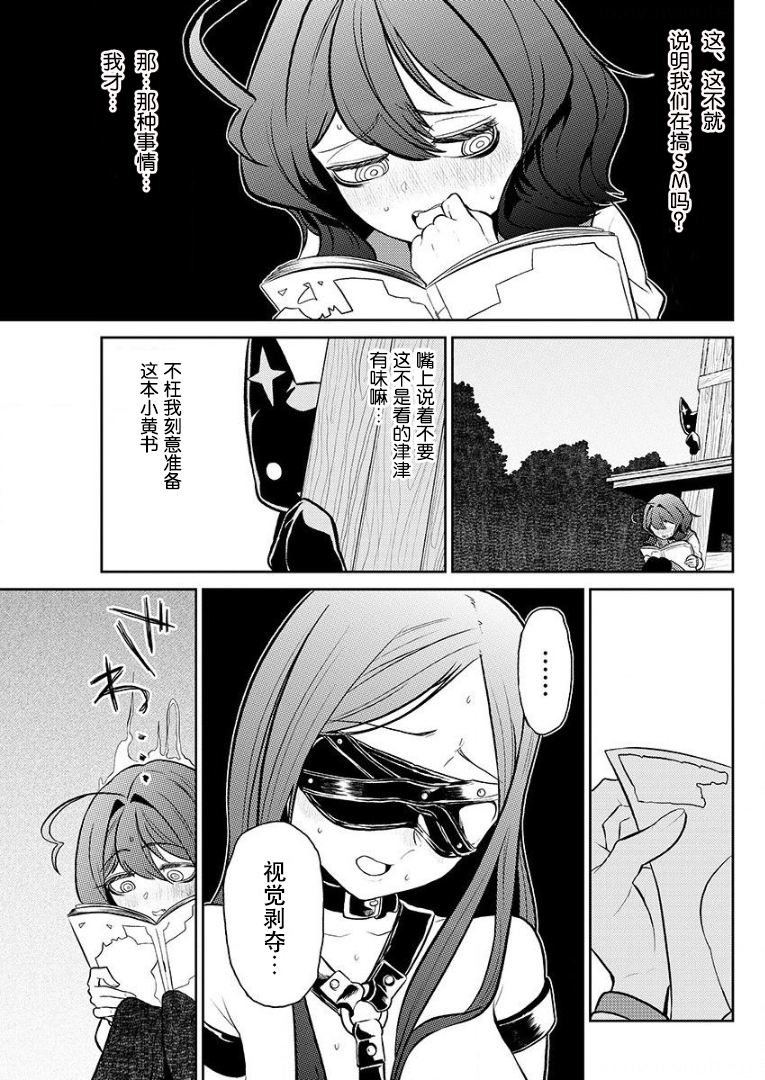 这、这不就
说明我们在搞
SM吗？
那…那种事情…
我才…
嘴上说着不要
这不是看的津津
有味嘛…
不枉我刻意准备
这本小黄书
……
视觉剥夺…